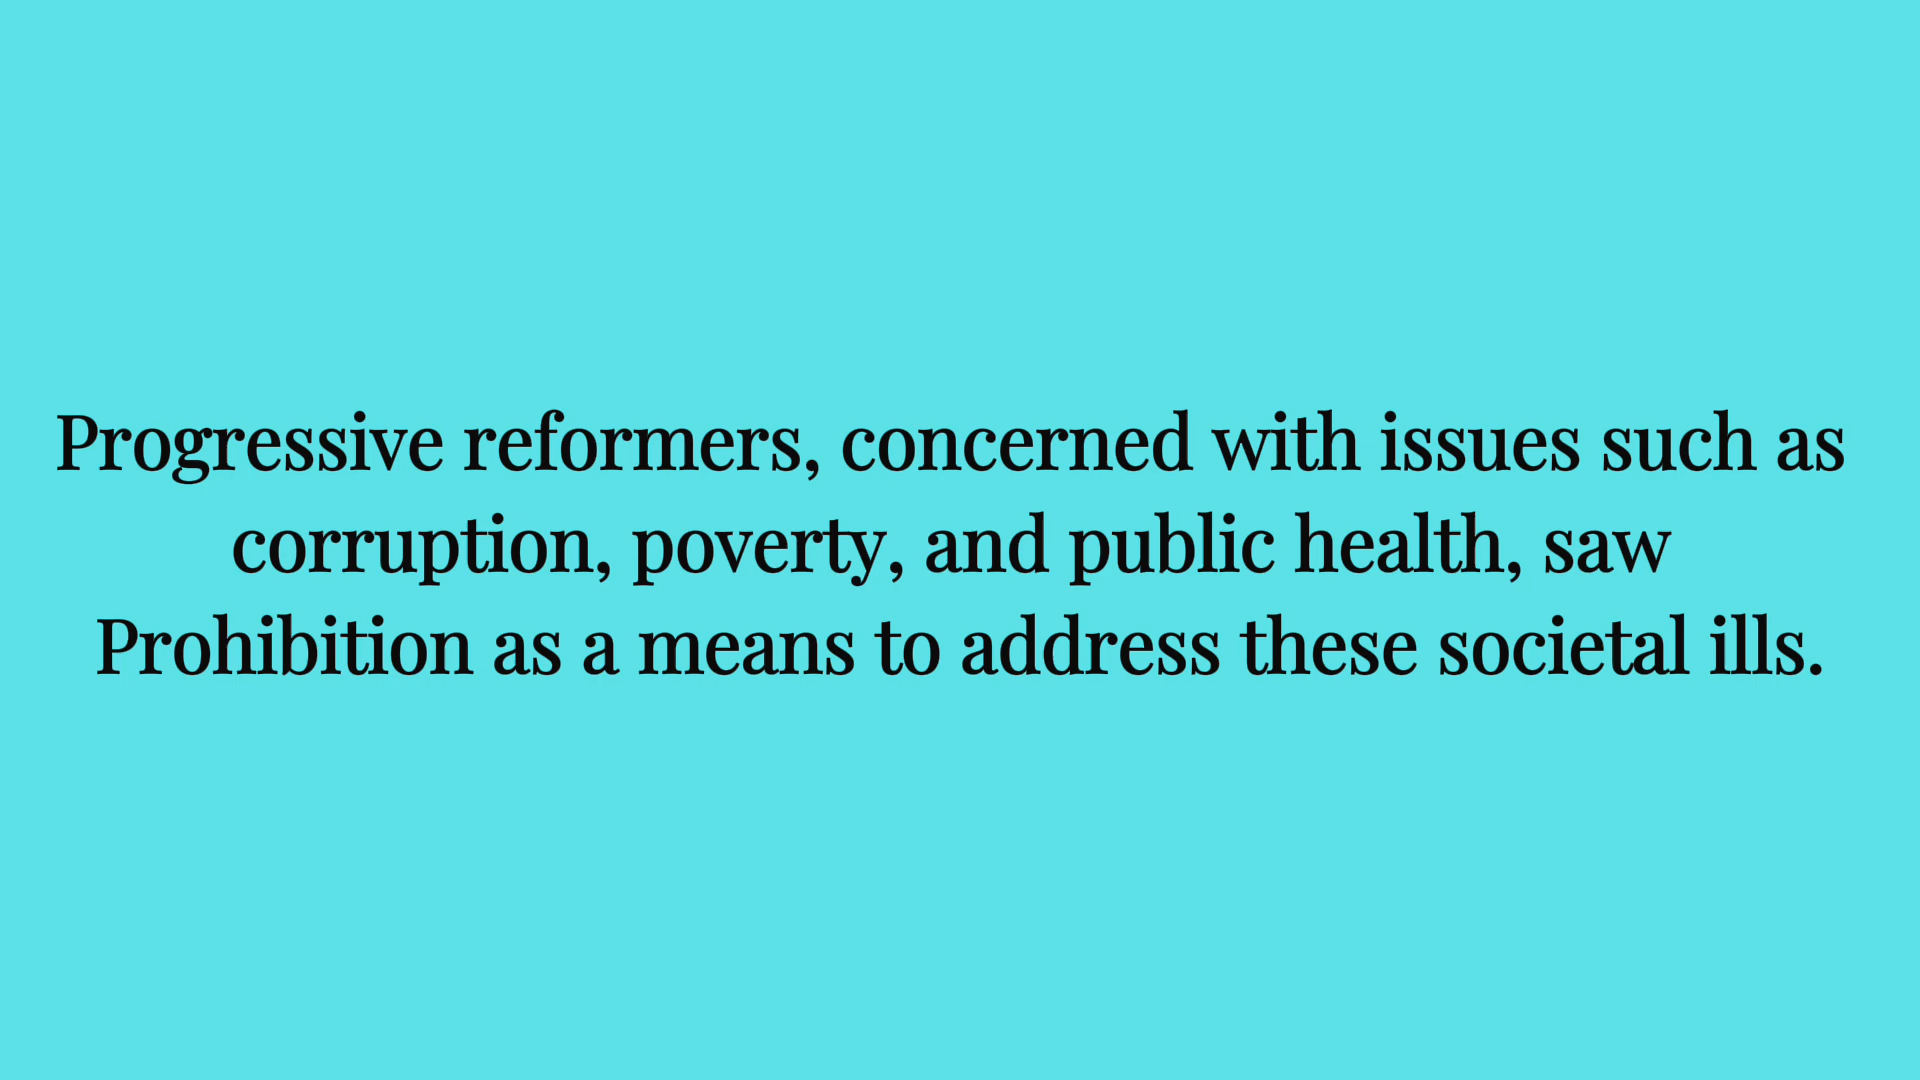 Progressive reformers, concerned with issues such as
corruption, poverty, and public health, saw
Prohibition as a means to address these societal ills.